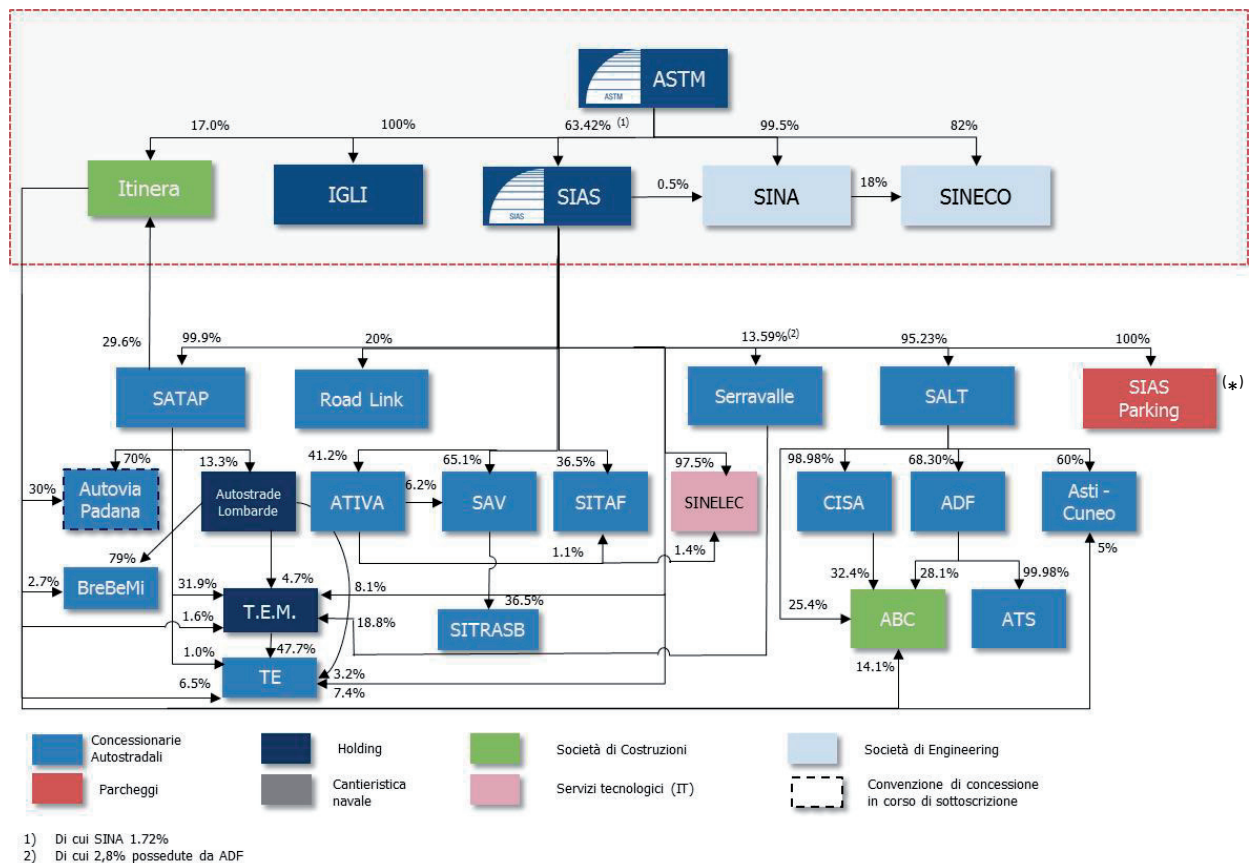 ASTM
ASTM
17.0%
100%
63.42% (1)
99.5%
82%
Itinera
IGLI
SIAS
SIAS
0.5%
SINA
18%
SINECO
29.6%
99.9%
20%
13.59%(2)
95.23%
100%
SATAP
Road Link
Serravalle
SALT
SIAS
Parking
(*)
70%
13.3%
41.2%
65.1%
36.5%
97.5%
98.98%
68.30%
60%
30%
Autovia
Padana
Autostrade
Lombarde
ATIVA
6.2%
SAV
SITAF
SINELEC
CISA
ADF
Asti -
Cuneo
79%
1.1%
1.4%
5%
2.7%
BreBeMi
31.9%
4.7%
8.1%
36.5%
32.4%
28.1%
99.98%
1.6%
T.E.M.
18.8%
SITRASB
25.4%
ABC
ATS
1.0%
47.7%
14.1%
6.5%
TE
3.2%
7.4%
Concessionarie
Autostradali
Holding
Società di Costruzioni
Società di Engineering
Parcheggi
Cantieristica
navale
Servizi tecnologici (IT)
Convenzione di concessione
in corso di sottoscrizione
1) Di cui SINA 1.72%
2) Di cui 2,8% possedute da ADF